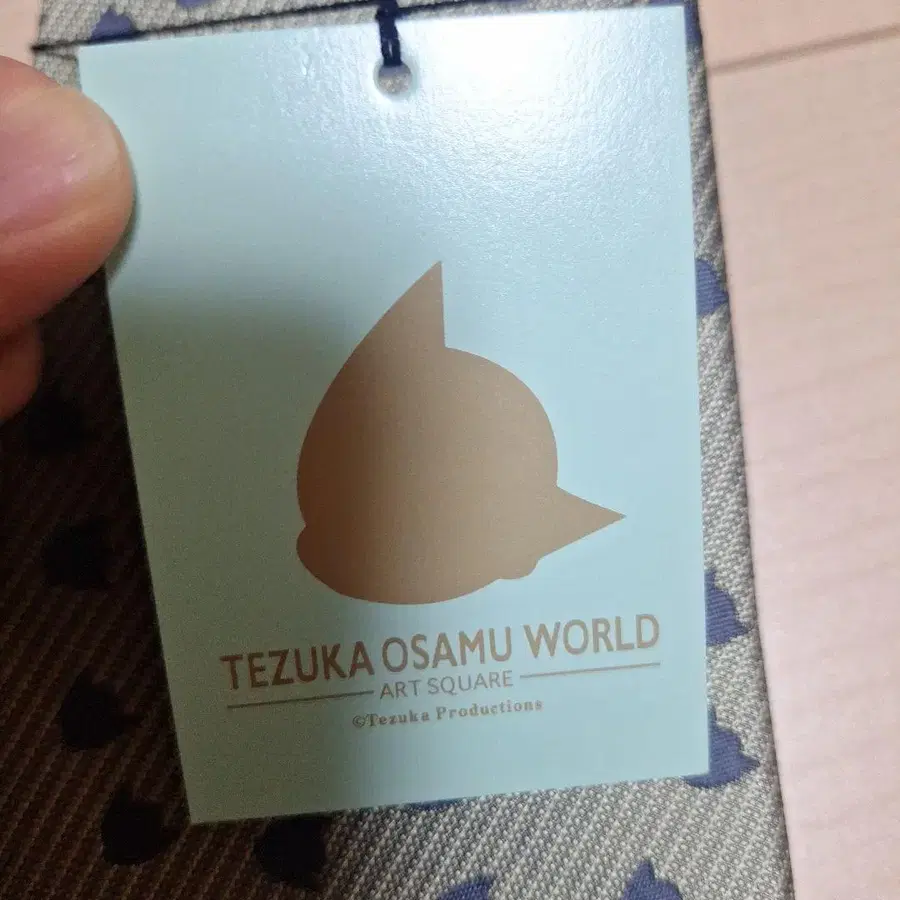 TEZUKA OSAMU WORLD
ART SQUARE
©Tezuka Productions